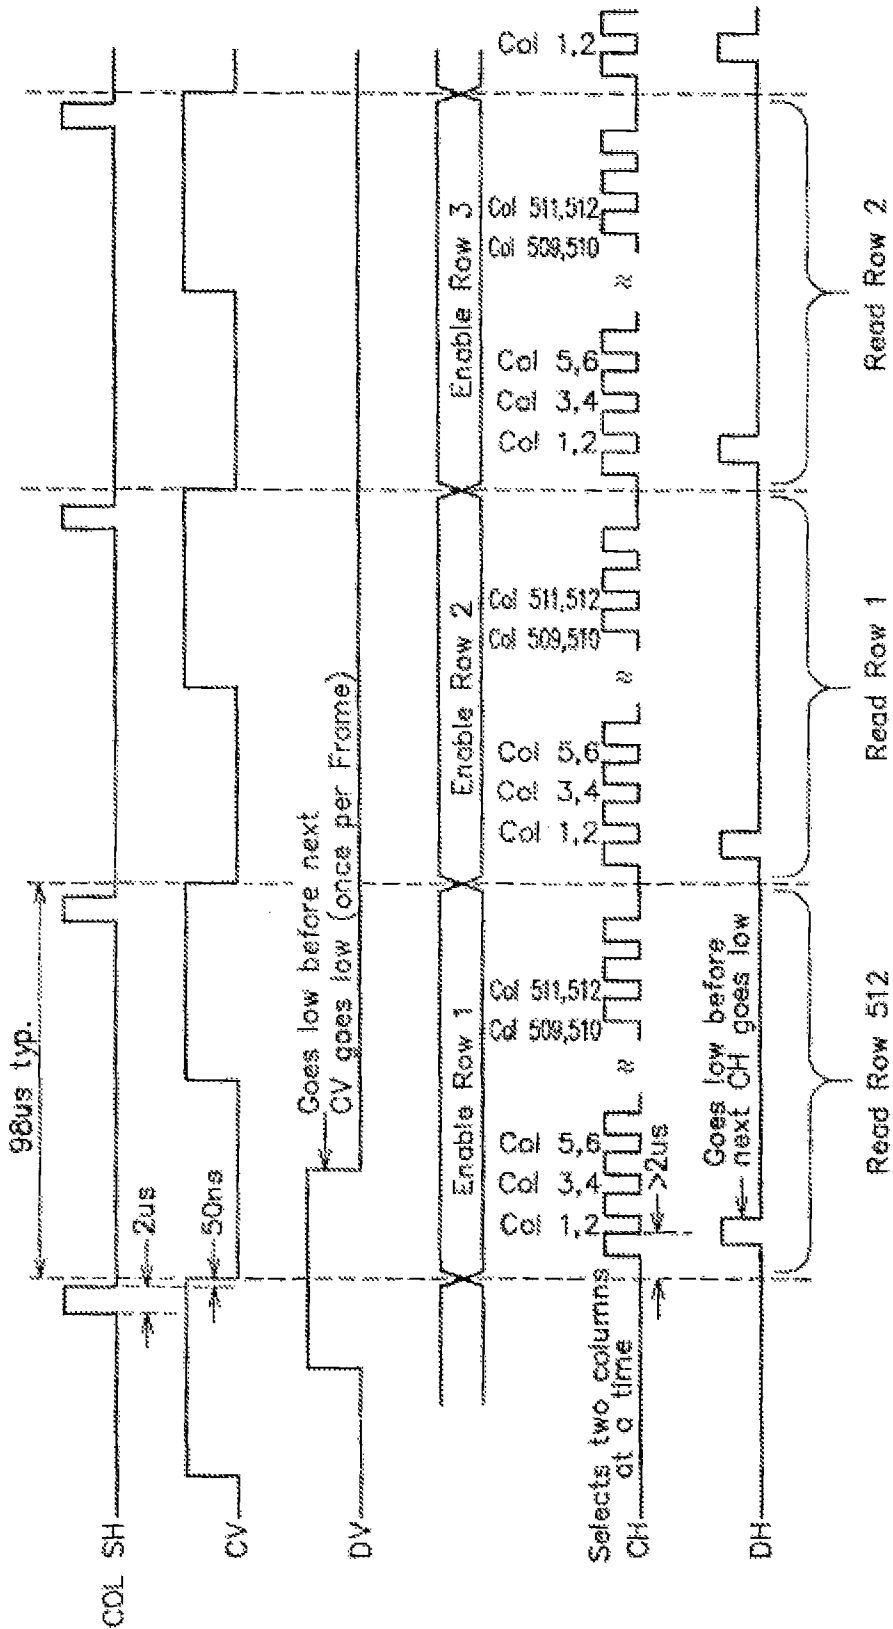 98us typ.
2us
50ns
COL SH
CV
Goes low before next
CV goes low (once per Frame)
DV
Enable Row 1
Enable Row 2
Enable Row 3
Selects two columns
at a time
CH
Col 1,2
Col 3,4
Col 5,6
≈
Col 509,510
Col 511,512
Col 1,2
Col 3,4
Col 5,6
≈
Col 509,510
Col 511,512
Col 1,2
Col 3,4
Col 5,6
≈
Col 509,510
Col 511,512
Col 1,2
>2us
Goes low before
next CH goes low
DH
Read Row 512
Read Row 1
Read Row 2